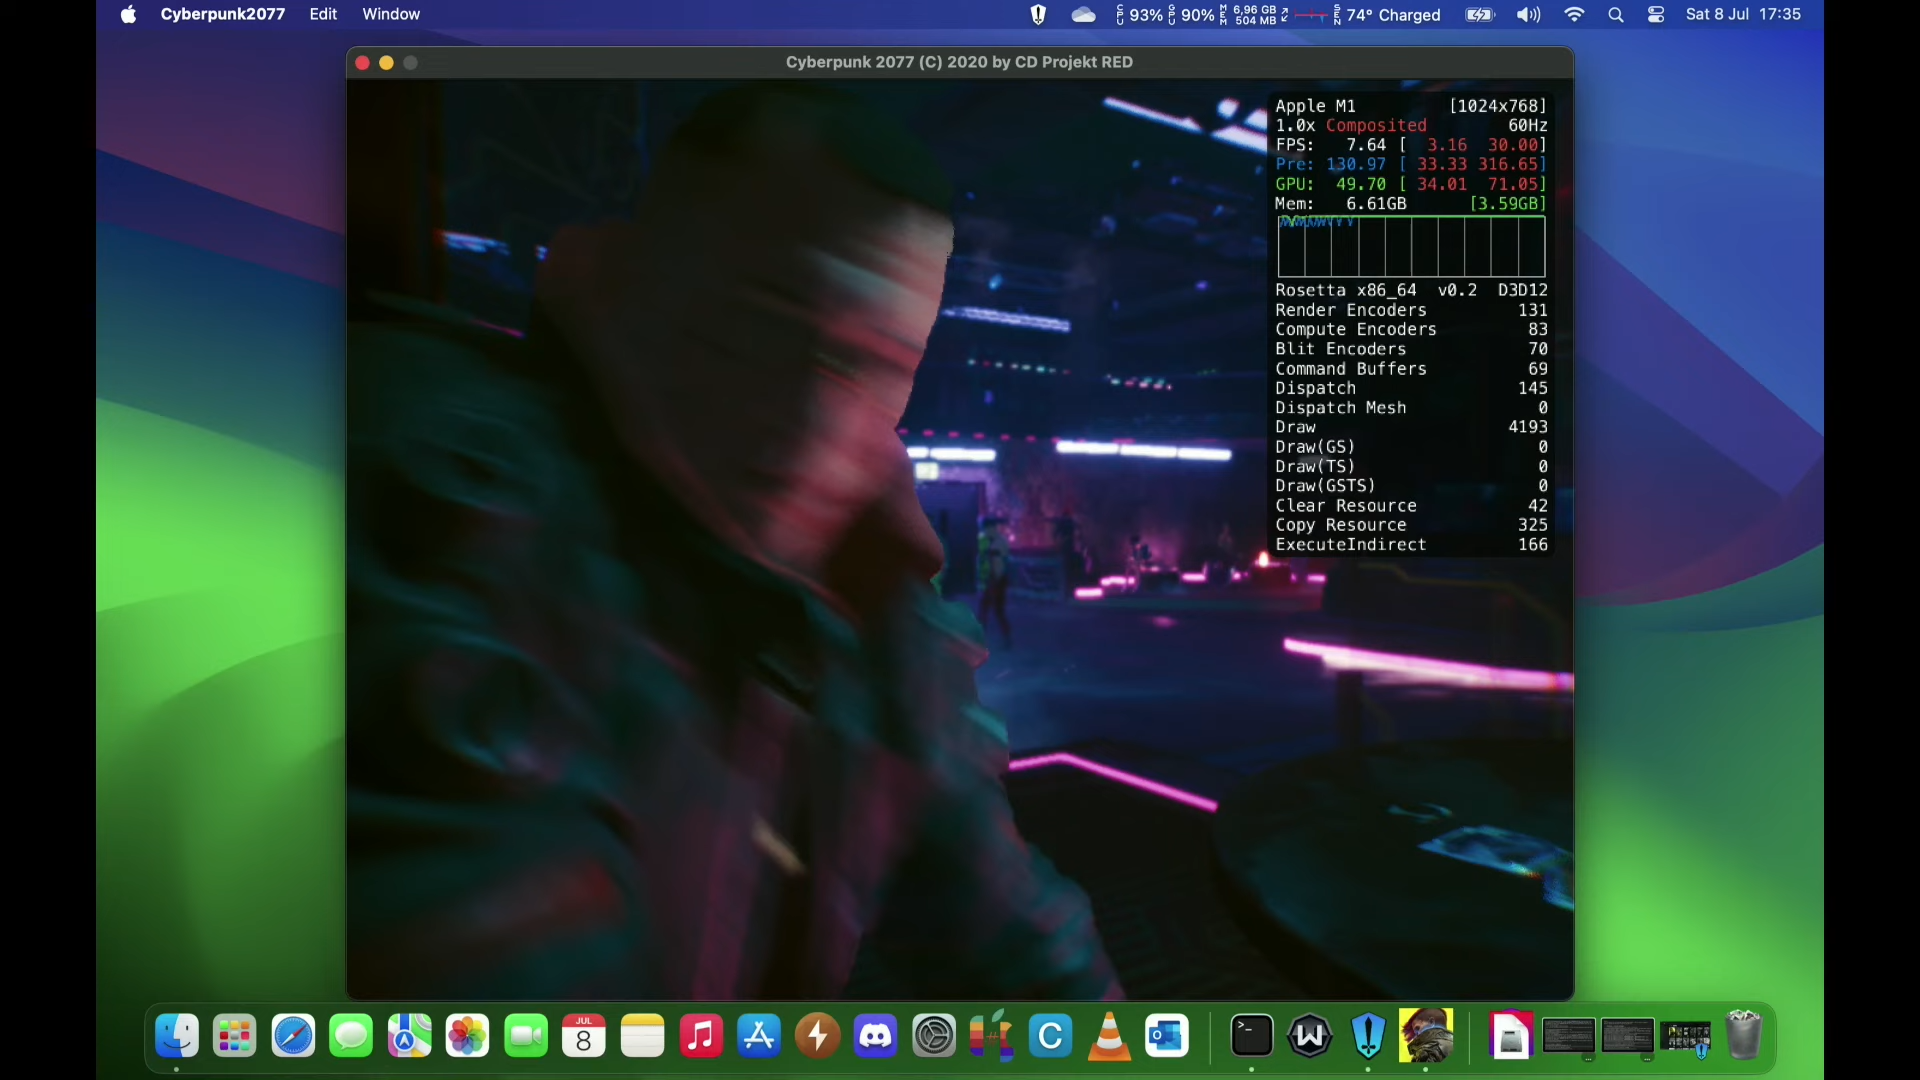 Cyberpunk2077 Edit Window
CPU 93% GPU 90% MEM 6,96 GB 504 MB SEN 74° Charged Sat 8 Jul 17:35
Cyberpunk 2077 (C) 2020 by CD Projekt RED
Apple M1 [1024x768]
1.0x Composited 60Hz
FPS: 7.64 [ 3.16 30.00]
Pre: 130.97 [ 33.33 316.65]
GPU: 49.70 [ 34.01 71.05]
Mem: 6.61GB [3.59GB]
Rosetta x86_64 v0.2 D3D12
Render Encoders 131
Compute Encoders 83
Blit Encoders 70
Command Buffers 69
Dispatch 145
Dispatch Mesh 0
Draw 4193
Draw(GS) 0
Draw(TS) 0
Draw(GSTS) 0
Clear Resource 42
Copy Resource 325
ExecuteIndirect 166
JUL
8
C
O
>_
W